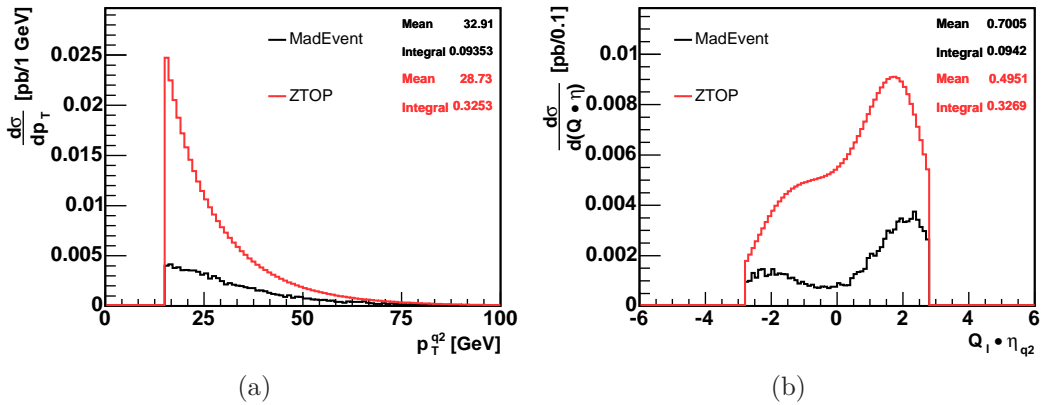 dσ
dp_T [pb/1 GeV]
0.025
0.02
0.015
0.01
0.005
0
0 25 50 75 100
p_T^q2 [GeV]
MadEvent
ZTOP
Mean 32.91
Integral 0.09353
Mean 28.73
Integral 0.3253
(a)
dσ
d(Q • η) [pb/0.1]
0.01
0.008
0.006
0.004
0.002
0
-6 -4 -2 0 2 4 6
Q_l • η_q2
MadEvent
ZTOP
Mean 0.7005
Integral 0.0942
Mean 0.4951
Integral 0.3269
(b)